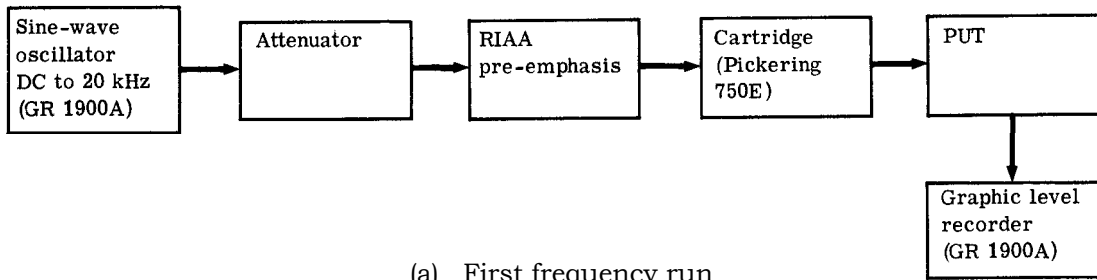 Sine-wave
oscillator
DC to 20 kHz
(GR 1900A)
Attenuator
RIAA
pre-emphasis
Cartridge
(Pickering
750E)
PUT
Graphic level
recorder
(GR 1900A)
(a) First frequency run